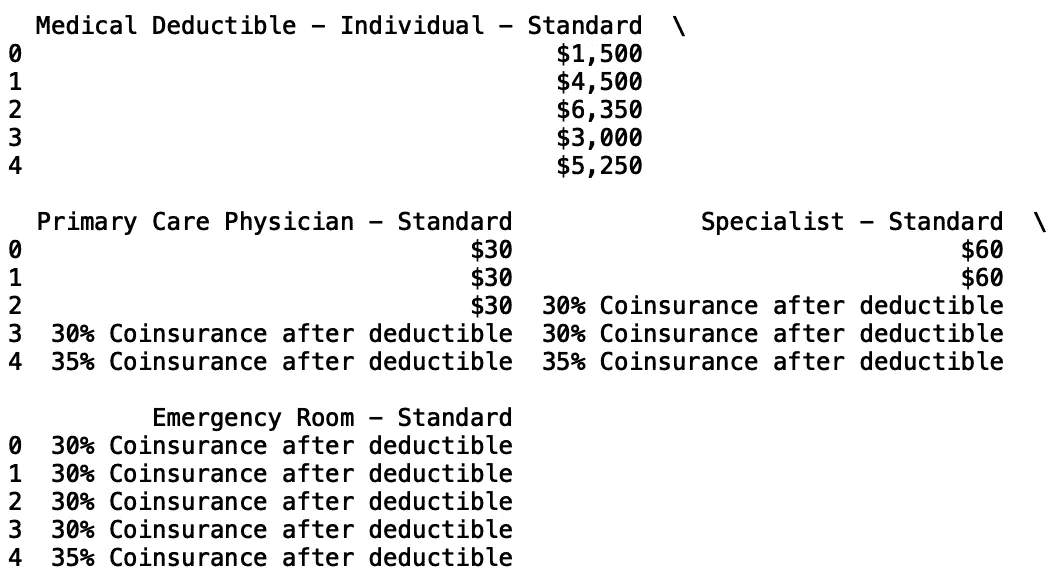 Medical Deductible – Individual – Standard \
0 $1,500
1 $4,500
2 $6,350
3 $3,000
4 $5,250
Primary Care Physician – Standard Specialist – Standard \
0 $30 $60
1 $30 $60
2 $30 30% Coinsurance after deductible
3 30% Coinsurance after deductible 30% Coinsurance after deductible
4 35% Coinsurance after deductible 35% Coinsurance after deductible
Emergency Room – Standard
0 30% Coinsurance after deductible
1 30% Coinsurance after deductible
2 30% Coinsurance after deductible
3 30% Coinsurance after deductible
4 35% Coinsurance after deductible